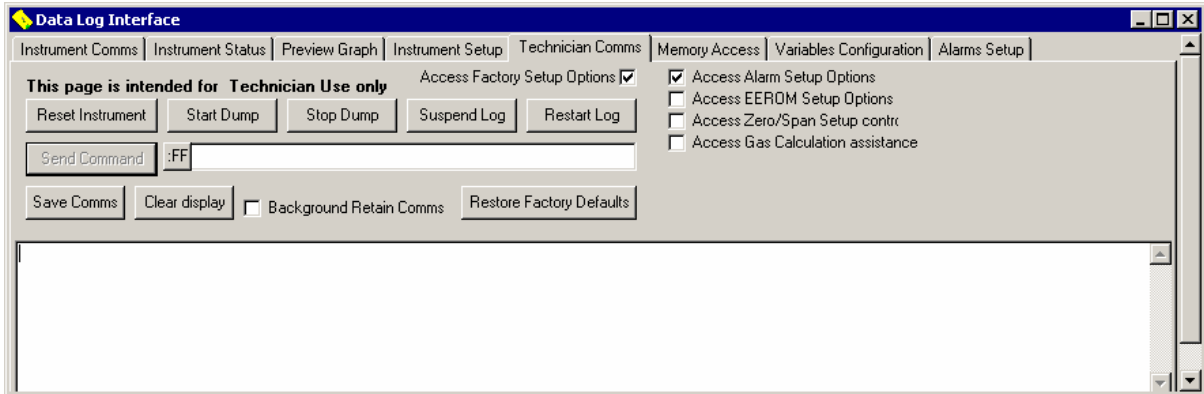 Data Log Interface
Instrument Comms Instrument Status Preview Graph Instrument Setup Technician Comms Memory Access Variables Configuration Alarms Setup
This page is intended for Technician Use only
Access Factory Setup Options
Access Alarm Setup Options
Access EEROM Setup Options
Access Zero/Span Setup contrc
Access Gas Calculation assistance
Reset Instrument Start Dump Stop Dump Suspend Log Restart Log
Send Command :FF
Save Comms Clear display Background Retain Comms Restore Factory Defaults